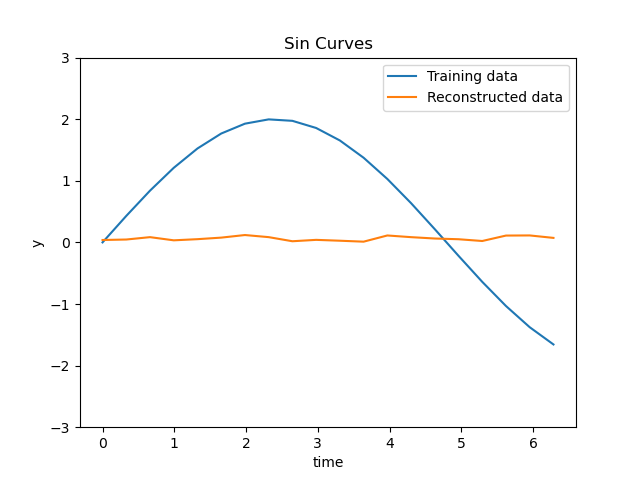 Sin Curves
Training data
Reconstructed data
3
2
1
0
−1
−2
−3
y
0 1 2 3 4 5 6
time